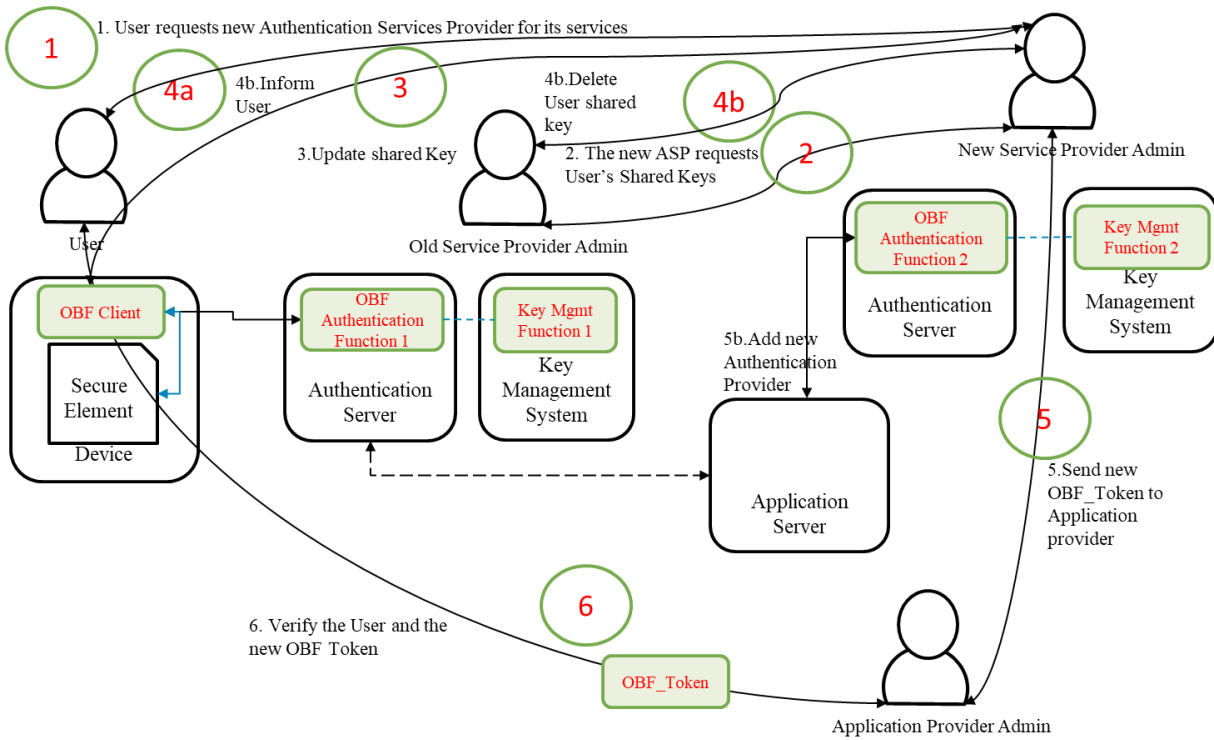 1
1. User requests new Authentication Services Provider for its services
4a
4b.Inform
User
3
4b.Delete
User shared
key
4b
3.Update shared Key
2. The new ASP requests
User's Shared Keys
2
New Service Provider Admin
User
Old Service Provider Admin
OBF Client
Secure
Element
Device
OBF
Authentication
Function 1
Authentication
Server
Key Mgmt
Function 1
Key
Management
System
OBF
Authentication
Function 2
Authentication
Server
Key Mgmt
Function 2
Key
Management
System
5b.Add new
Authentication
Provider
Application
Server
5
5.Send new
OBF_Token to
Application
provider
6
6. Verify the User and the
new OBF Token
OBF_Token
Application Provider Admin